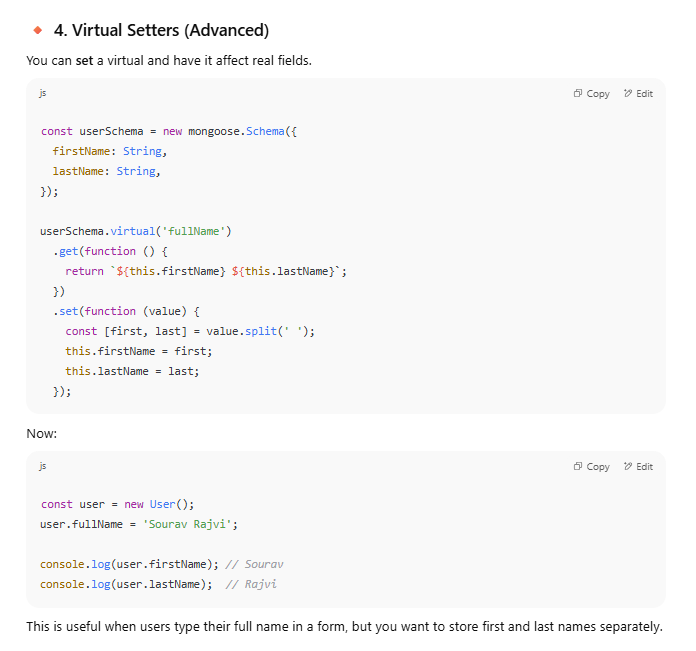 4. Virtual Setters (Advanced)
You can set a virtual and have it affect real fields.
js
Copy
Edit
const userSchema = new mongoose.Schema({
  firstName: String,
  lastName: String,
});
userSchema.virtual('fullName')
  .get(function () {
    return `${this.firstName} ${this.lastName}`;
  })
  .set(function (value) {
    const [first, last] = value.split(' ');
    this.firstName = first;
    this.lastName = last;
  });
Now:
js
Copy
Edit
const user = new User();
user.fullName = 'Sourav Rajvi';
console.log(user.firstName); // Sourav
console.log(user.lastName);  // Rajvi
This is useful when users type their full name in a form, but you want to store first and last names separately.